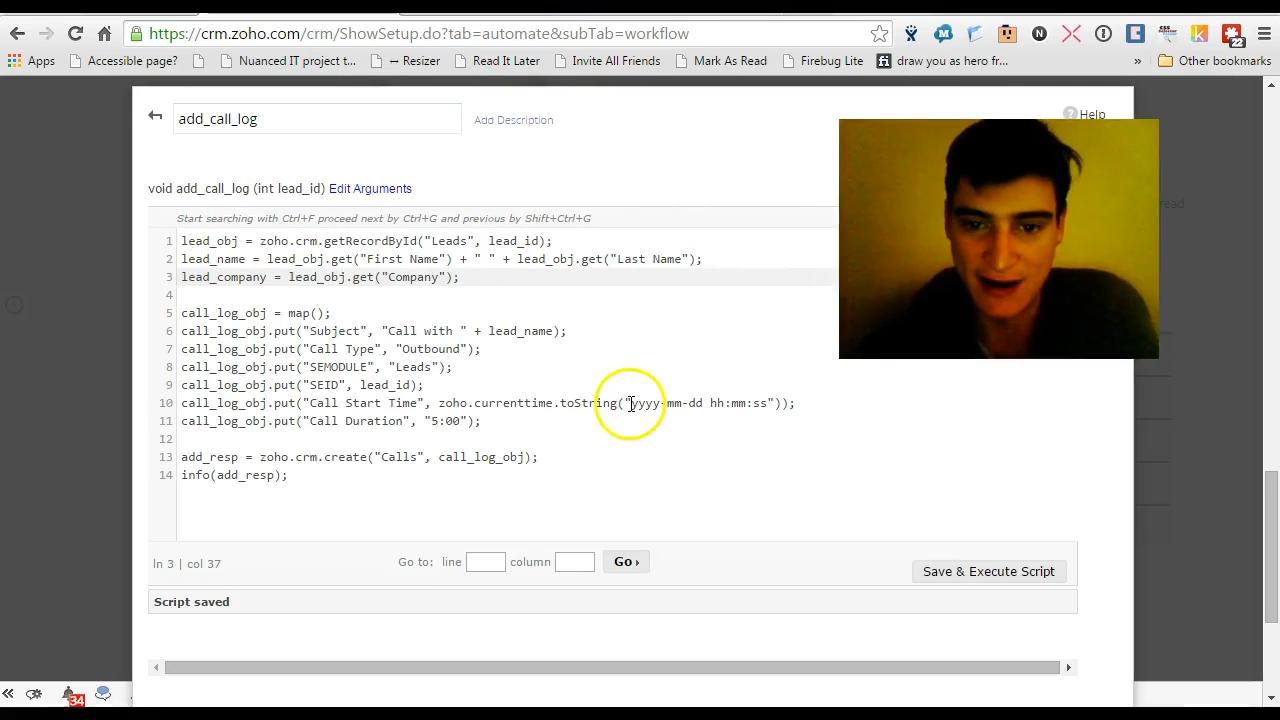 https://crm.zoho.com/crm/ShowSetup.do?tab=automate&subTab=workflow
22
Apps Accessible page? Nuanced IT project t... ↔ Resizer Read It Later Invite All Friends Mark As Read Firebug Lite draw you as hero fr... » Other bookmarks
add_call_log Add Description Help
void add_call_log (int lead_id) Edit Arguments
Start searching with Ctrl+F proceed next by Ctrl+G and previous by Shift+Ctrl+G
1 lead_obj = zoho.crm.getRecordById("Leads", lead_id);
2 lead_name = lead_obj.get("First Name") + " " + lead_obj.get("Last Name");
3 lead_company = lead_obj.get("Company");
4
5 call_log_obj = map();
6 call_log_obj.put("Subject", "Call with " + lead_name);
7 call_log_obj.put("Call Type", "Outbound");
8 call_log_obj.put("SEMODULE", "Leads");
9 call_log_obj.put("SEID", lead_id);
10 call_log_obj.put("Call Start Time", zoho.currenttime.toString("yyyy-mm-dd hh:mm:ss"));
11 call_log_obj.put("Call Duration", "5:00");
12
13 add_resp = zoho.crm.create("Calls", call_log_obj);
14 info(add_resp);
ln 3 | col 37 Go to: line column Go ›
Save & Execute Script
Script saved
34